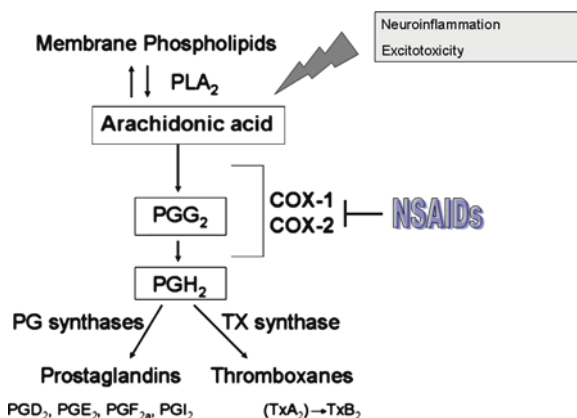 Neuroinflammation
Excitotoxicity
Membrane Phospholipids
PLA₂
Arachidonic acid
COX-1
COX-2
NSAIDs
PGG₂
PGH₂
PG synthases
TX synthase
Prostaglandins
Thromboxanes
PGD₂, PGE₂, PGF₂ₐ, PGI₂
(TxA₂)→TxB₂